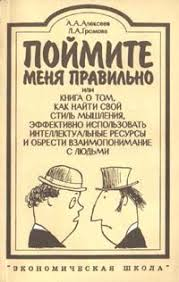 А.А.Алексеев
Л.А.Громова
ПОЙМИТЕ
МЕНЯ ПРАВИЛЬНО
ИЛИ
КНИГА О ТОМ,
КАК НАЙТИ СВОЙ
СТИЛЬ МЫШЛЕНИЯ,
ЭФФЕКТИВНО ИСПОЛЬЗОВАТЬ
ИНТЕЛЛЕКТУАЛЬНЫЕ РЕСУРСЫ
И ОБРЕСТИ ВЗАИМОПОНИМАНИЕ
С ЛЮДЬМИ
"ЭКОНОМИЧЕСКАЯ ШКОЛА"